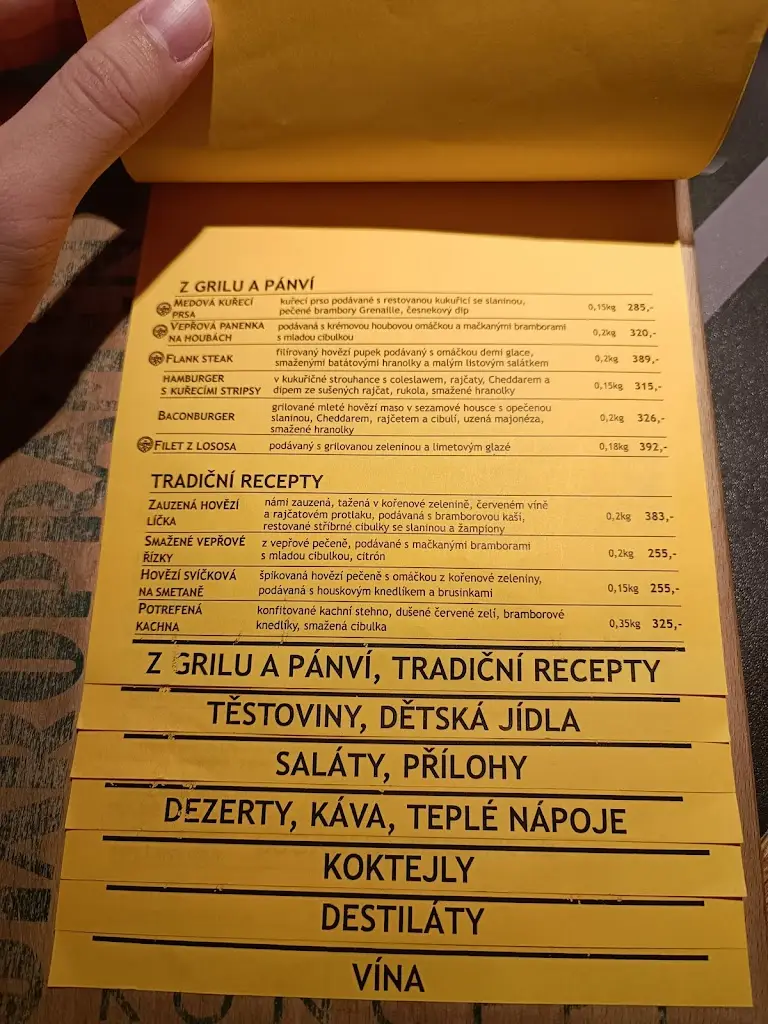 Z GRILU A PÁNVÍ
MEDOVÁ KUŘECÍ PRSA kuřecí prso podávané s restovanou kukuřicí se slaninou, pečené brambory Grenaille, česnekový dip 0,15kg 285,-
VEPŘOVÁ PANENKA NA HOUBÁCH podávaná s krémovou houbovou omáčkou a mačkanými bramborami s mladou cibulkou 0,2kg 320,-
FLANK STEAK filírovaný hovězí pupek podávaný s omáčkou demi glace, smaženými batátovými hranolky a malým listovým salátkem 0,2kg 389,-
HAMBURGER S KUŘECÍMI STRIPSY v kukuřičné strouhance s coleslawem, rajčaty, Cheddarem a dipem ze sušených rajčat, rukola, smažené hranolky 0,15kg 315,-
BACONBURGER grilované mleté hovězí maso v sezamové housce s opečenou slaninou, Cheddarem, rajčetem a cibulí, uzená majonéza, smažené hranolky 0,2kg 326,-
FILET Z LOSOSA podávaný s grilovanou zeleninou a limetovým glazé 0,18kg 392,-
TRADIČNÍ RECEPTY
ZAUZENÁ HOVĚZÍ LÍČKA námi zauzená, tažená v kořenové zelenině, červeném víně a rajčatovém protlaku, podávaná s bramborovou kaší, restované stříbrné cibulky se slaninou a žampiony 0,2kg 383,-
SMAŽENÉ VEPŘOVÉ ŘÍZKY z vepřové pečeně, podávané s mačkanými bramborami s mladou cibulkou, citrón 0,2kg 255,-
HOVĚZÍ SVÍČKOVÁ NA SMETANĚ špikovaná hovězí pečeně s omáčkou z kořenové zeleniny, podávaná s houskovým knedlíkem a brusinkami 0,15kg 255,-
POTREFENÁ KACHNA konfitované kachní stehno, dušené červené zelí, bramborové knedlíky, smažená cibulka 0,35kg 325,-
Z GRILU A PÁNVÍ, TRADIČNÍ RECEPTY
TĚSTOVINY, DĚTSKÁ JÍDLA
SALÁTY, PŘÍLOHY
DEZERTY, KÁVA, TEPLÉ NÁPOJE
KOKTEJLY
DESTILÁTY
VÍNA